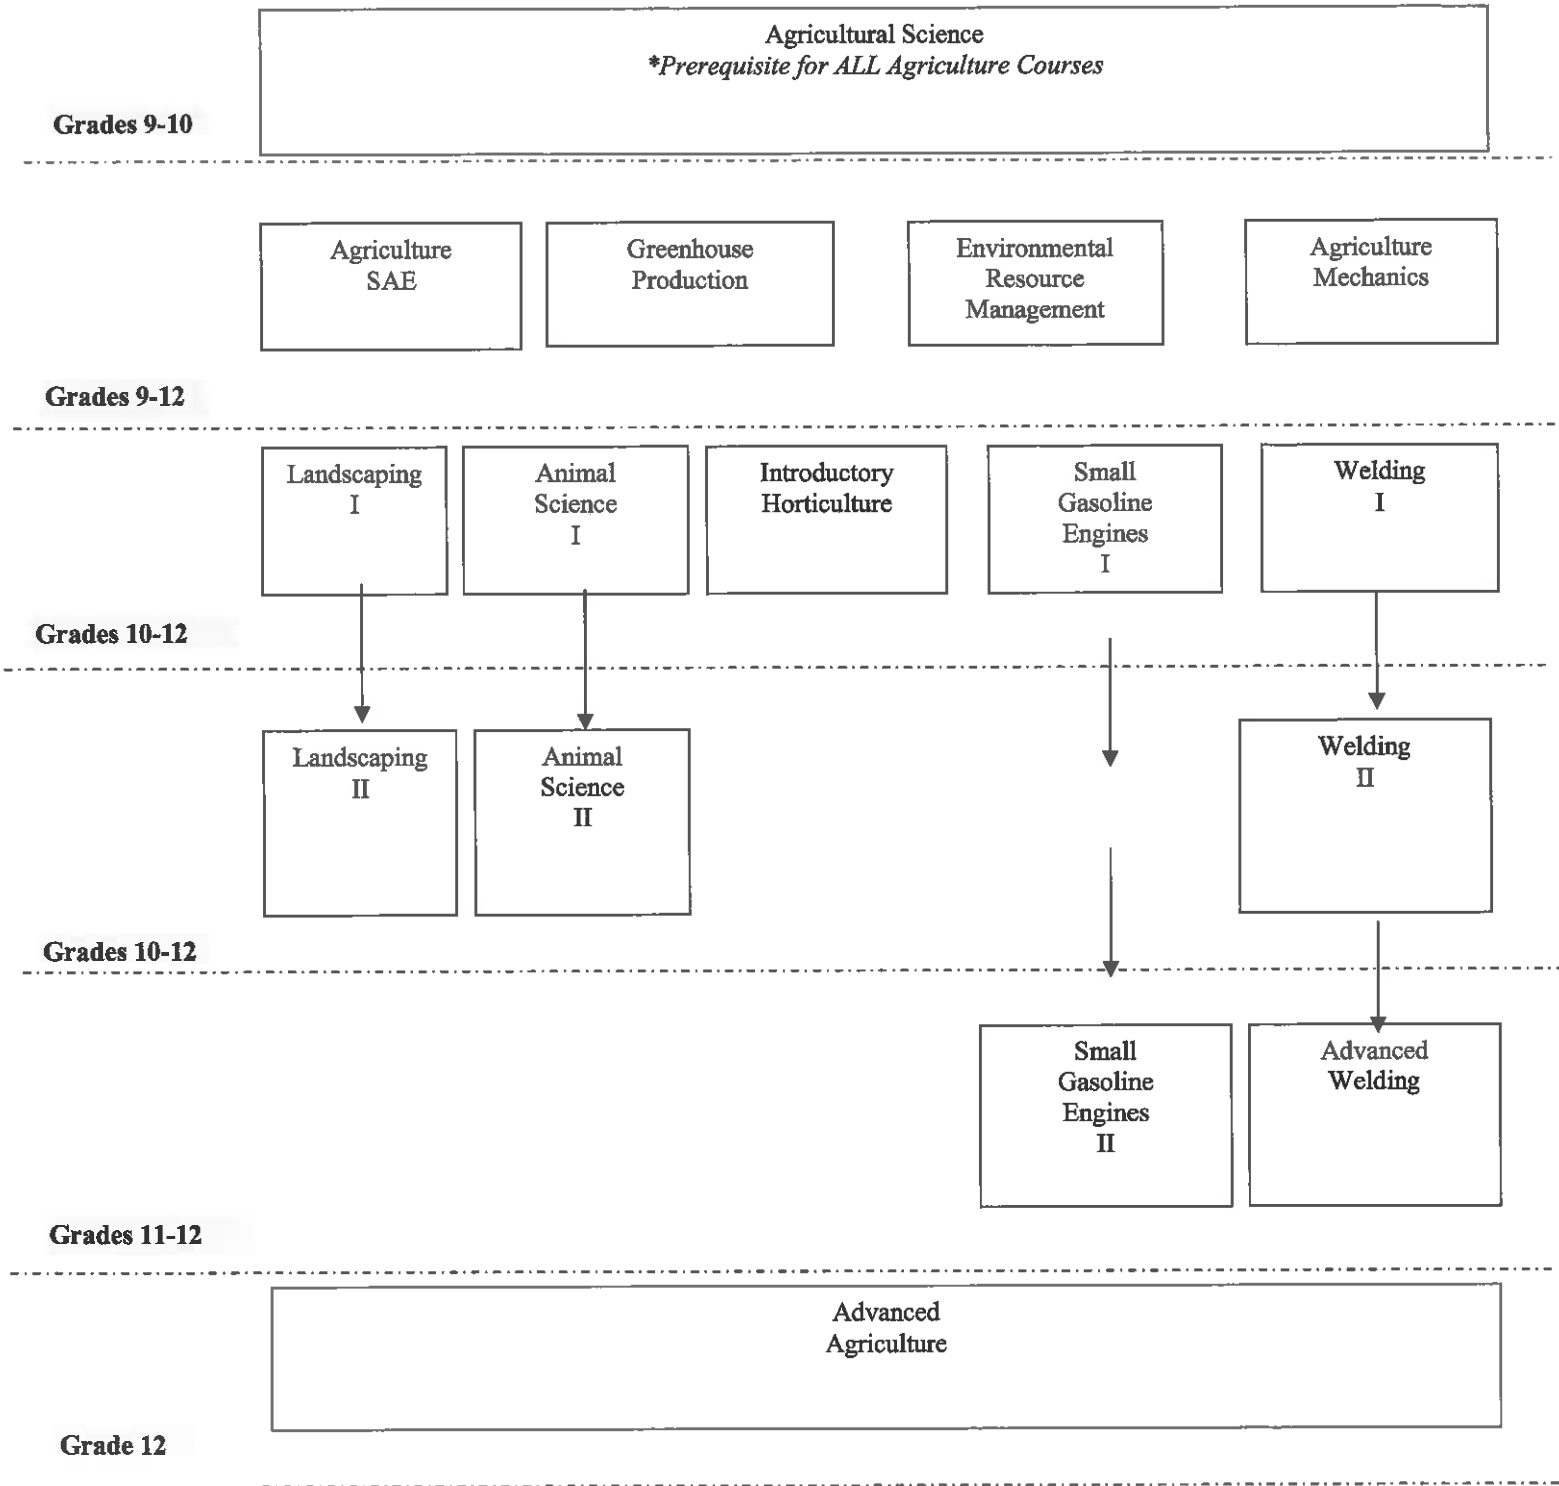 Agricultural Science
*Prerequisite for ALL Agriculture Courses
Grades 9-10
Agriculture
SAE
Greenhouse
Production
Environmental
Resource
Management
Agriculture
Mechanics
Grades 9-12
Landscaping
I
Animal
Science
I
Introductory
Horticulture
Small
Gasoline
Engines
I
Welding
I
Grades 10-12
Landscaping
II
Animal
Science
II
Welding
II
Grades 10-12
Small
Gasoline
Engines
II
Advanced
Welding
Grades 11-12
Advanced
Agriculture
Grade 12